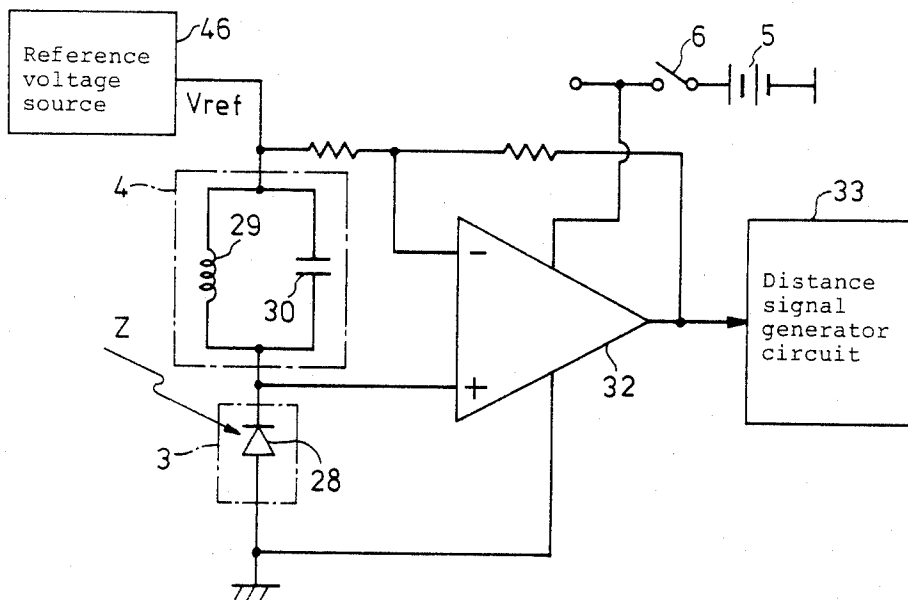 46
Reference
voltage
source
Vref
6
5
4
29
30
Z
3
28
-
+
32
33
Distance
signal
generator
circuit